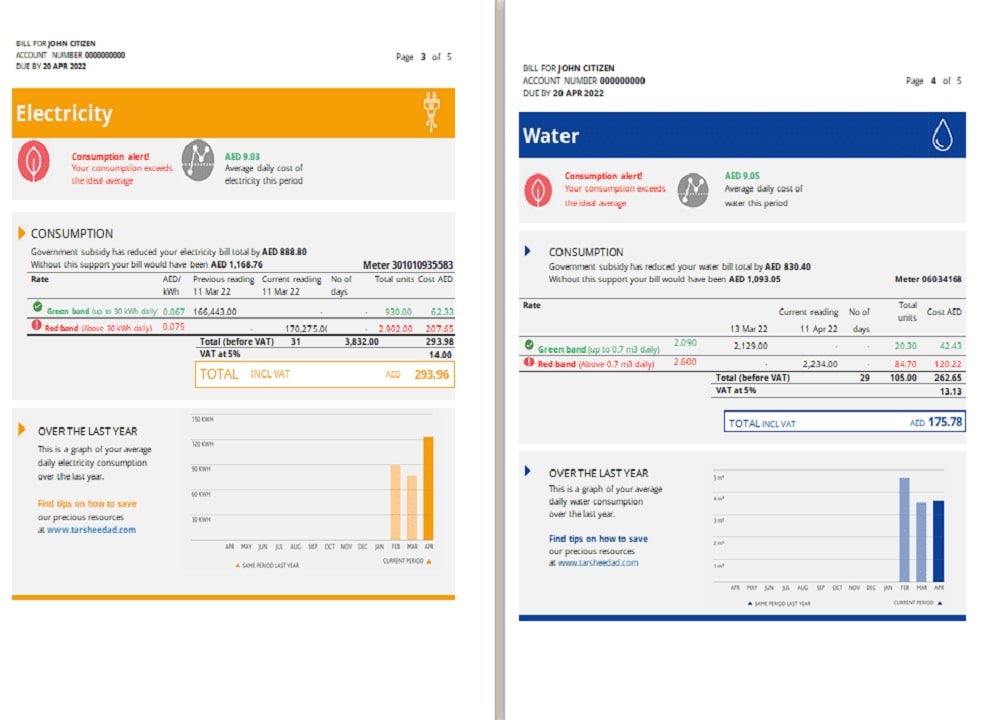 BILL FOR JOHN CITIZEN
ACCOUNT NUMBER 0000000000
DUE BY 20 APR 2022
Page 3 of 5
Electricity
Consumption alert!
Your consumption exceeds
the ideal average
AED 9.03
Average daily cost of
electricity this period
CONSUMPTION
Government subsidy has reduced your electricity bill total by AED 888.80
Without this support your bill would have been AED 1,168.76 Meter 301010935583
Rate AED/ Previous reading Current reading No of Total units Cost AED
kWh 11 Mar 22 11 Mar 22 days
Green band (up to 30 kWh daily) 0.067 166,443.00 - - 930.00 62.33
Red band (Above 30 kWh daily) 0.075 - 170,275.00 - 2,902.00 207.65
Total (before VAT) 31 3,832.00 293.98
VAT at 5% 14.00
TOTAL INCL VAT AED 293.96
OVER THE LAST YEAR
This is a graph of your average
daily electricity consumption
over the last year.
Find tips on how to save
our precious resources
at www.tarsheedad.com
150 KWH
120 KWH
90 KWH
60 KWH
30 KWH
APR MAY JUN JUL AUG SEP OCT NOV DEC JAN FEB MAR APR
SAME PERIOD LAST YEAR CURRENT PERIOD
BILL FOR JOHN CITIZEN
ACCOUNT NUMBER 000000000
DUE BY 20 APR 2022
Page 4 of 5
Water
Consumption alert!
Your consumption exceeds
the ideal average
AED 9.05
Average daily cost of
water this period
CONSUMPTION
Government subsidy has reduced your water bill total by AED 830.40
Without this support your bill would have been AED 1,093.05 Meter 06034168
Rate Current reading No of Total units Cost AED
13 Mar 22 11 Apr 22 days
Green band (up to 0.7 m3 daily) 2.090 2,129.00 - - 20.30 42.43
Red band (Above 0.7 m3 daily) 2.600 - 2,234.00 - 84.70 120.22
Total (before VAT) 29 105.00 262.65
VAT at 5% 13.13
TOTAL INCL VAT AED 175.78
OVER THE LAST YEAR
This is a graph of your average
daily water consumption
over the last year.
Find tips on how to save
our precious resources
at www.tarsheedad.com
5 m³
4 m³
3 m³
2 m³
1 m³
APR MAY JUN JUL AUG SEP OCT NOV DEC JAN FEB MAR APR
SAME PERIOD LAST YEAR CURRENT PERIOD